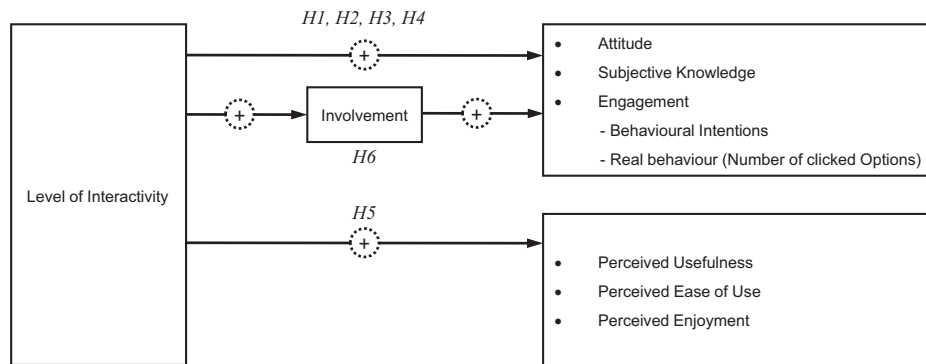 H1, H2, H3, H4
+
• Attitude
• Subjective Knowledge
• Engagement
- Behavioural Intentions
- Real behaviour (Number of clicked Options)
+
Involvement
+
H6
Level of Interactivity
H5
+
• Perceived Usefulness
• Perceived Ease of Use
• Perceived Enjoyment